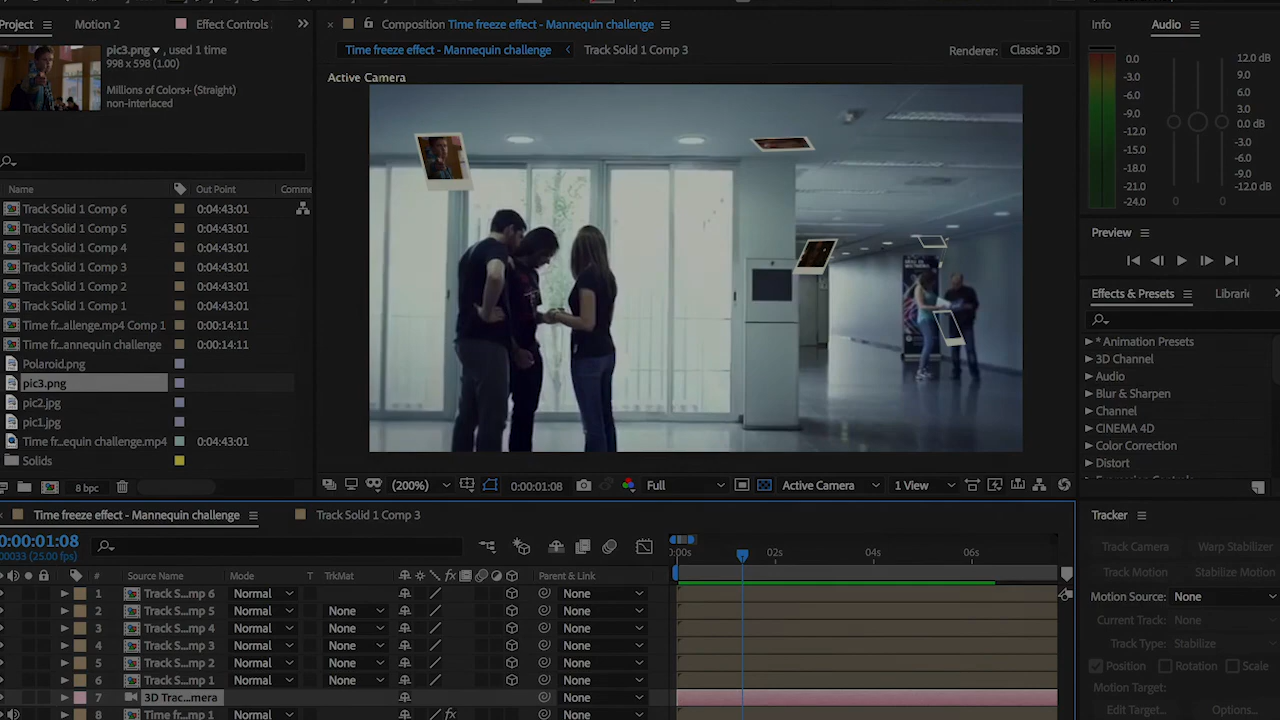 Project
Motion 2
Effect Controls
Composition Time freeze effect - Mannequin challenge
Info
Audio
pic3.png, used 1 time
998 x 598 (1.00)
Millions of Colors+ (Straight)
non-interlaced
Time freeze effect - Mannequin challenge
Track Solid 1 Comp 3
Renderer:
Classic 3D
Active Camera
0.0
-3.0
-6.0
-9.0
-12.0
-15.0
-18.0
-21.0
-24.0
12.0 dB
9.0
6.0
3.0
0.0 dB
-3.0
-6.0
-9.0
-12.0 dB
0
0
Name
Out Point
Comme
Track Solid 1 Comp 6
0:04:43:01
Track Solid 1 Comp 5
0:04:43:01
Track Solid 1 Comp 4
0:04:43:01
Track Solid 1 Comp 3
0:04:43:01
Track Solid 1 Comp 2
0:04:43:01
Track Solid 1 Comp 1
0:04:43:01
Time fr...allenge.mp4 Comp 1
0:00:14:11
Time fr...annequin challenge
0:00:14:11
Polaroid.png
pic3.png
pic2.jpg
pic1.jpg
Time fr...equin challenge.mp4
0:04:43:01
Solids
8 bpc
(200%)
0:00:01:08
Full
Active Camera
1 View
Preview
Effects & Presets
Librari
* Animation Presets
3D Channel
Audio
Blur & Sharpen
Channel
CINEMA 4D
Color Correction
Distort
Time freeze effect - Mannequin challenge
Track Solid 1 Comp 3
0:00:01:08
00033 (25.00 fps)
:00s
02s
04s
06s
#
Source Name
Mode
T
TrkMat
Parent & Link
1
Track S...mp 6
Normal
None
2
Track S...mp 5
Normal
None
None
3
Track S...mp 4
Normal
None
None
4
Track S...mp 3
Normal
None
None
5
Track S...mp 2
Normal
None
None
6
Track S...mp 1
Normal
None
None
7
3D Trac...mera
None
8
Time fr...mp 1
Normal
None
None
Tracker
Track Camera
Warp Stabilizer
Track Motion
Stabilize Motion
Motion Source:
None
Current Track:
None
Track Type:
Stabilize
Position
Rotation
Scale
Motion Target:
Edit Target...
Options...